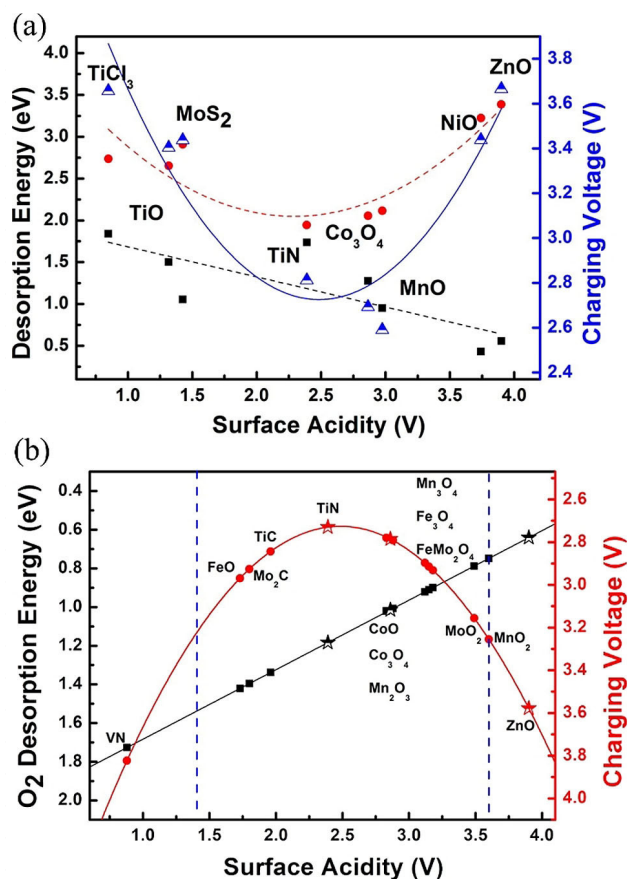 (a)
4.0
3.5
3.0
2.5
2.0
1.5
1.0
0.5
Desorption Energy (eV)
TiCl3
MoS2
TiO
TiN
Co3O4
MnO
NiO
ZnO
3.8
3.6
3.4
3.2
3.0
2.8
2.6
2.4
Charging Voltage (V)
1.0 1.5 2.0 2.5 3.0 3.5 4.0
Surface Acidity (V)
(b)
0.4
0.6
0.8
1.0
1.2
1.4
1.6
1.8
2.0
O2 Desorption Energy (eV)
VN
FeO
Mo2C
TiC
TiN
Mn3O4
Fe3O4
FeMo2O4
CoO
Co3O4
Mn2O3
MoO2
MnO2
ZnO
2.6
2.8
3.0
3.2
3.4
3.6
3.8
4.0
Charging Voltage (V)
1.0 1.5 2.0 2.5 3.0 3.5 4.0
Surface Acidity (V)